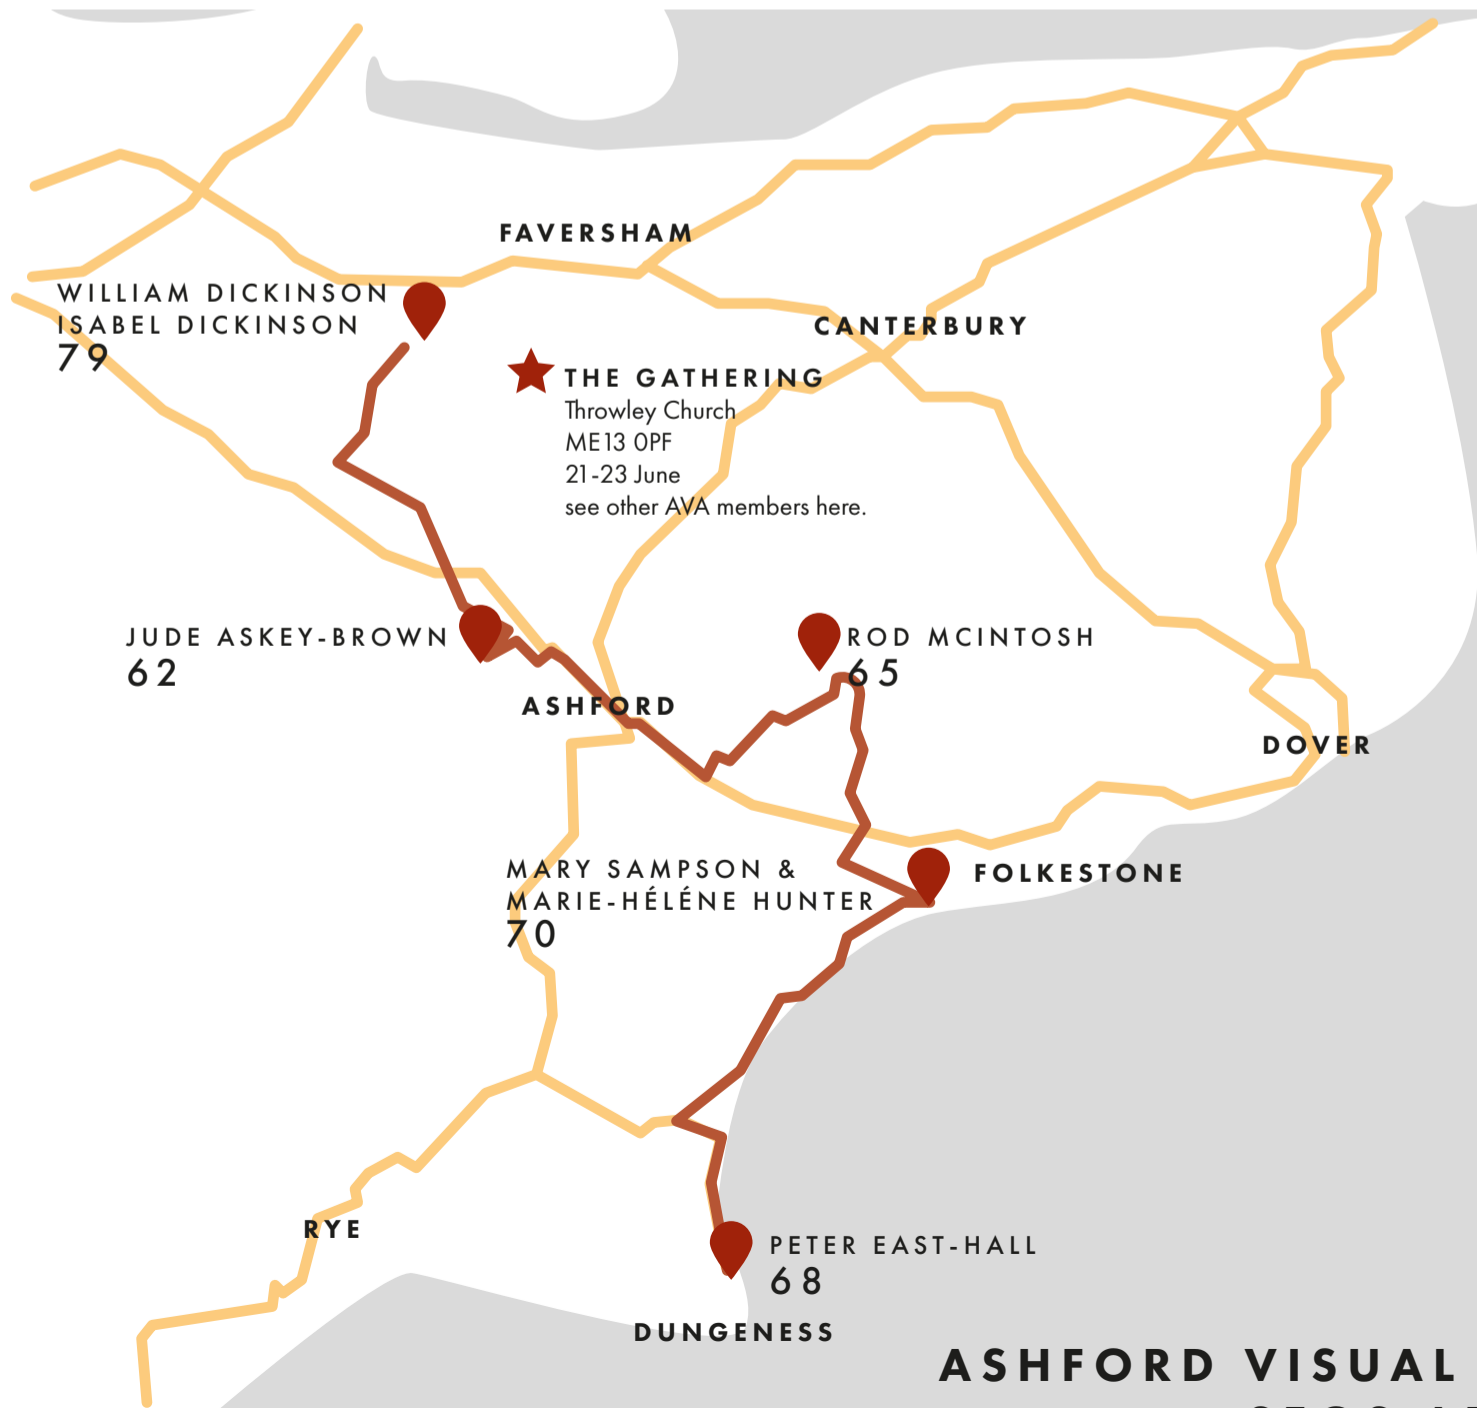 FAVERSHAM
WILLIAM DICKINSON
ISABEL DICKINSON
79
CANTERBURY
THE GATHERING
Throwley Church
ME13 0PF
21-23 June
see other AVA members here.
JUDE ASKEY-BROWN
62
ROD MCINTOSH
65
ASHFORD
DOVER
MARY SAMPSON &
MARIE-HÉLÉNE HUNTER
70
FOLKESTONE
RYE
PETER EAST-HALL
68
DUNGENESS
ASHFORD VISUAL